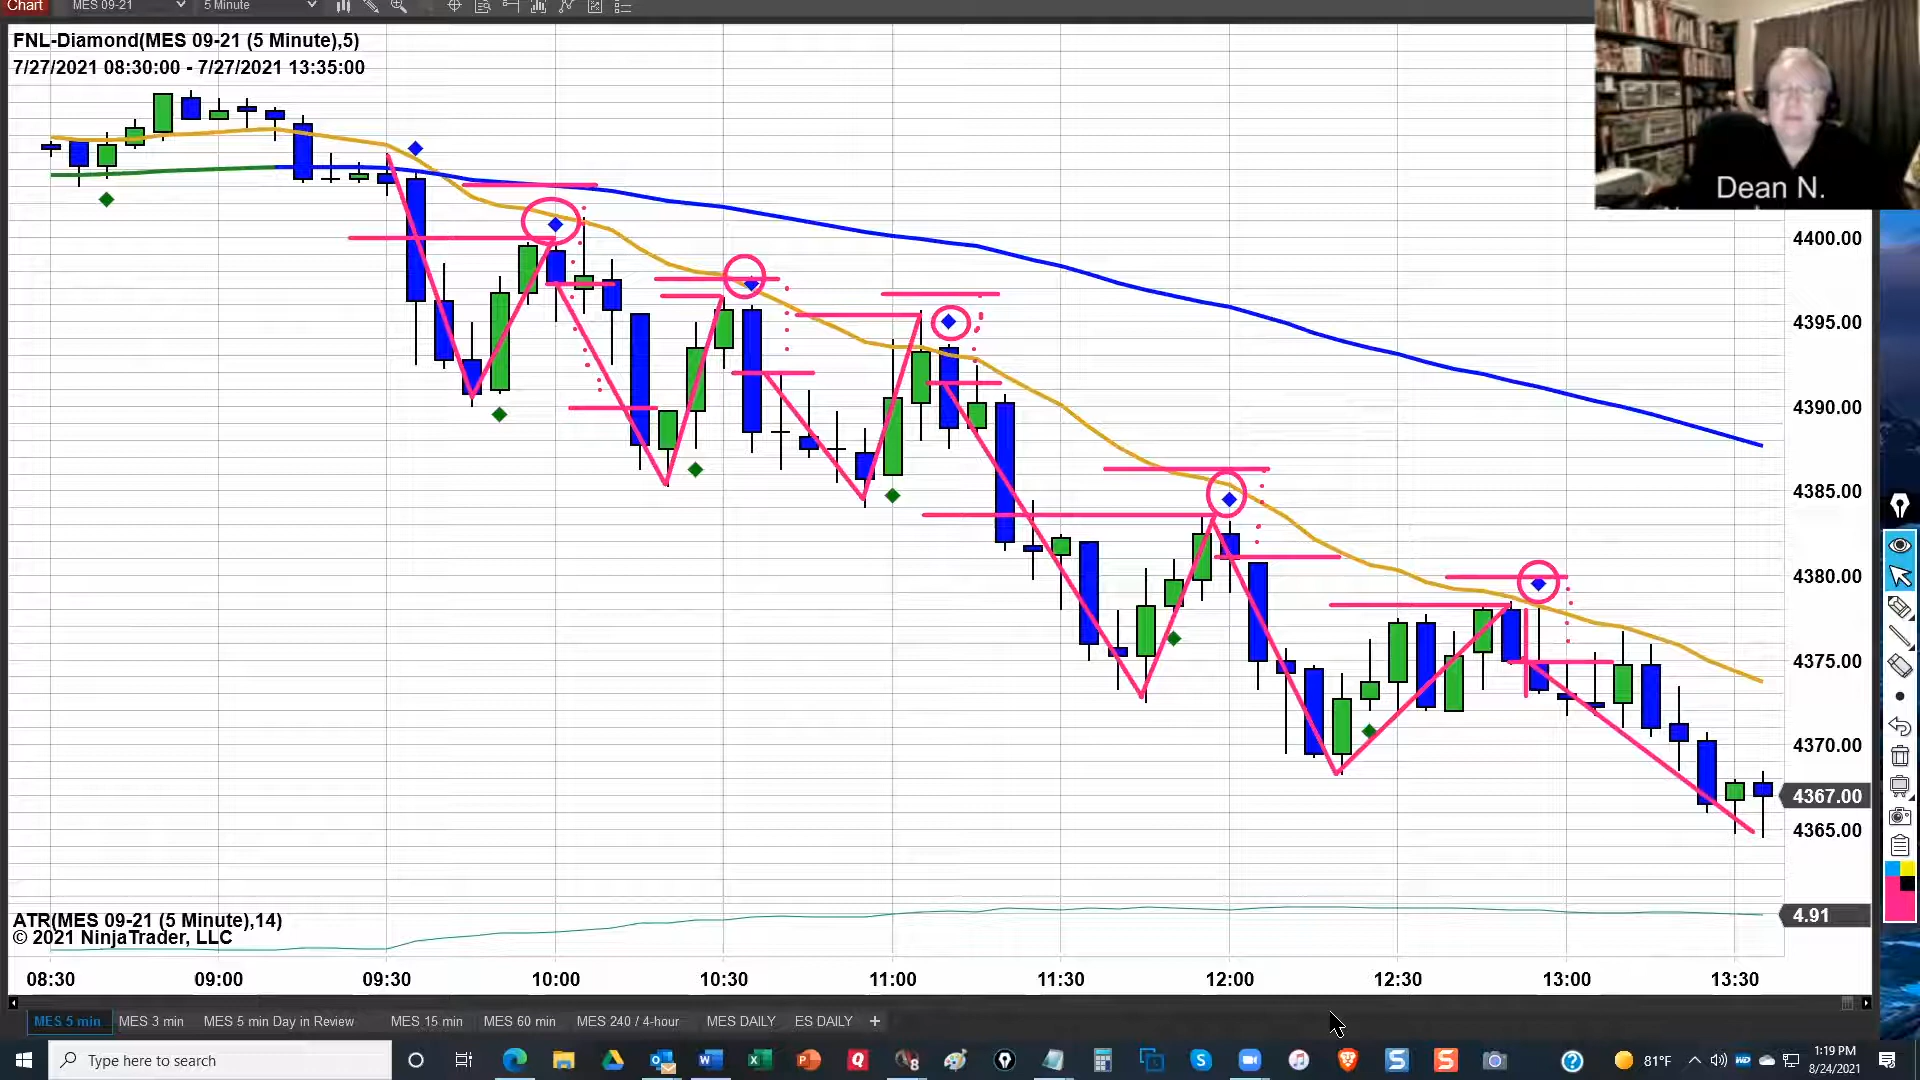 Chart MES 09-21 5 Minute
FNL-Diamond(MES 09-21 (5 Minute),5)
7/27/2021 08:30:00 - 7/27/2021 13:35:00
Dean N.
4400.00
4395.00
4390.00
4385.00
4380.00
4375.00
4370.00
4367.00
4365.00
ATR(MES 09-21 (5 Minute),14)
4.91
© 2021 NinjaTrader, LLC
08:30 09:00 09:30 10:00 10:30 11:00 11:30 12:00 12:30 13:00 13:30
MES 5 min MES 3 min MES 5 min Day in Review MES 15 min MES 60 min MES 240 / 4-hour MES DAILY ES DAILY +
Type here to search
81°F
1:19 PM
8/24/2021